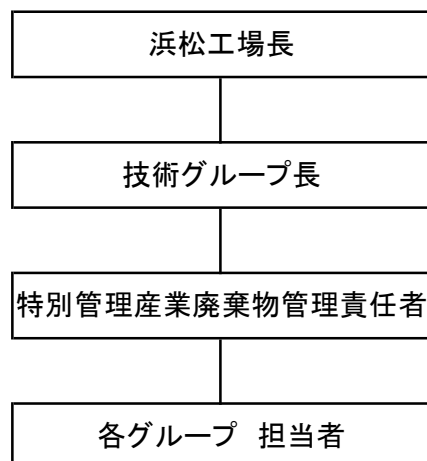 浜松工場長
技術グループ長
特別管理産業廃棄物管理責任者
各グループ 担当者